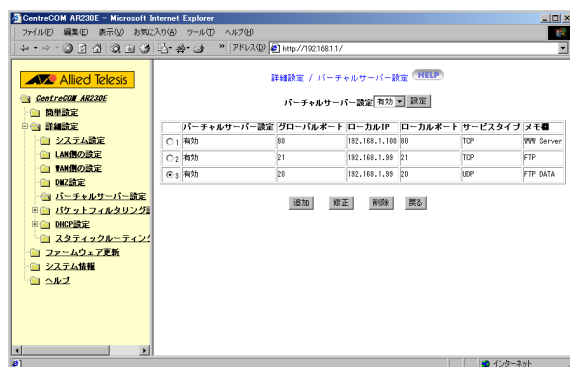 CentreCOM AR230E - Microsoft Internet Explorer
ファイル(F) 編集(E) 表示(V) お気に入り(A) ツール(T) ヘルプ(H)
アドレス(D) http://192.168.1.1/
Allied Telesis
CentreCOM AR230E
簡単設定
詳細設定
システム設定
LAN側の設定
WAN側の設定
DMZ設定
バーチャルサーバー設定
パケットフィルタリング
DHCP設定
スタティックルーティン
ファームウェア更新
システム情報
ヘルプ
詳細設定 / バーチャルサーバー設定 HELP
バーチャルサーバー設定 有効 設定
バーチャルサーバー設定 グローバルポート ローカルIP ローカルポート サービスタイプ メモ欄
1 有効 80 192.168.1.100 80 TCP WWW Server
2 有効 21 192.168.1.99 21 TCP FTP
3 有効 20 192.168.1.99 20 UDP FTP DATA
追加 修正 削除 戻る
インターネット